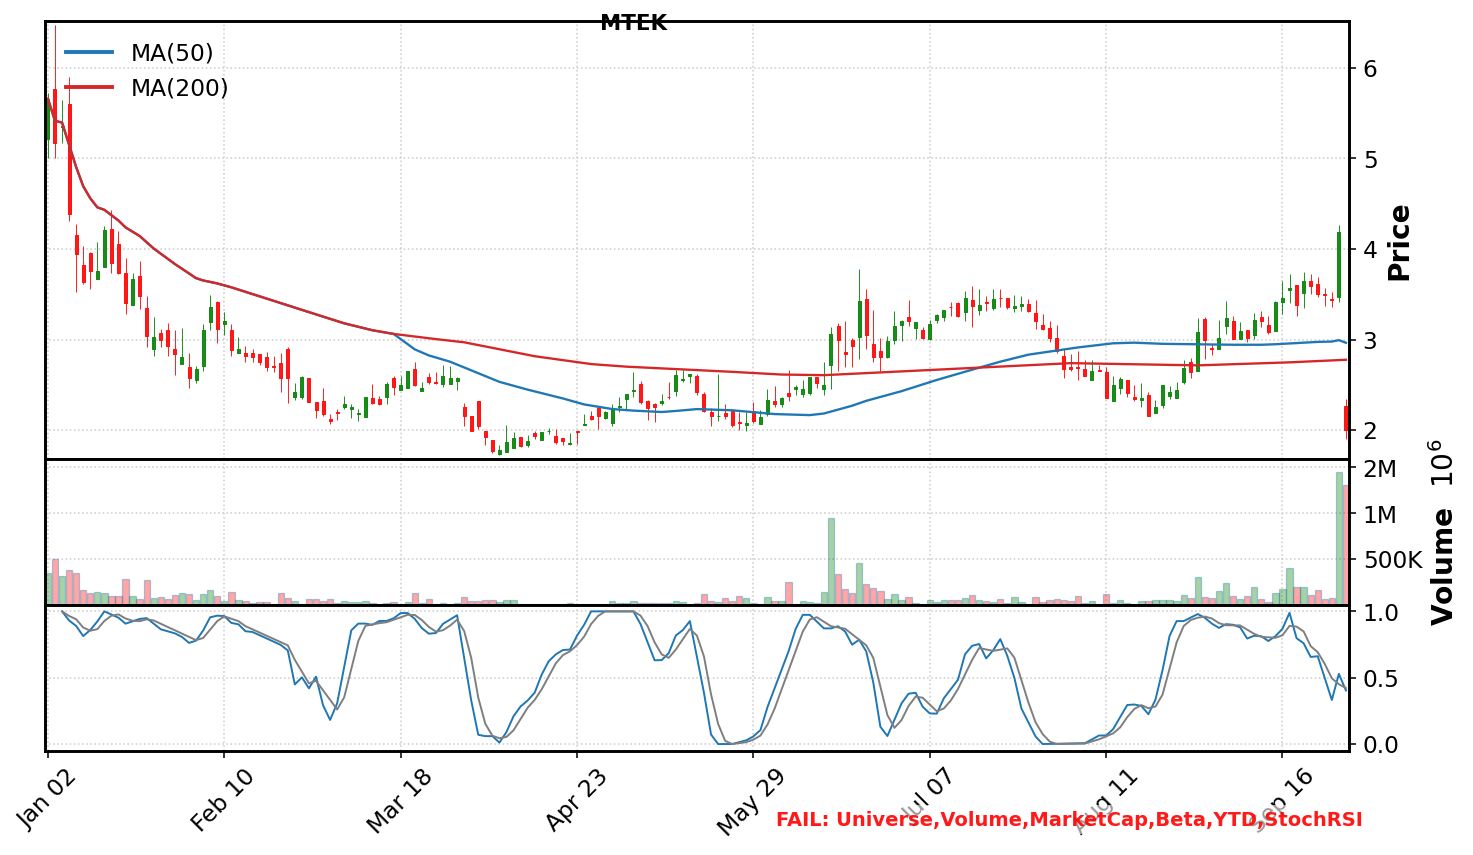 MTEK
MA(50)
MA(200)
6
5
4
3
2
Price
2M
1M
500K
Volume 10^6
1.0
0.5
0.0
Jan 02
Feb 10
Mar 18
Apr 23
May 29
Jul 07
Aug 11
Sep 16
FAIL: Universe,Volume,MarketCap,Beta,YTD,StochRSI